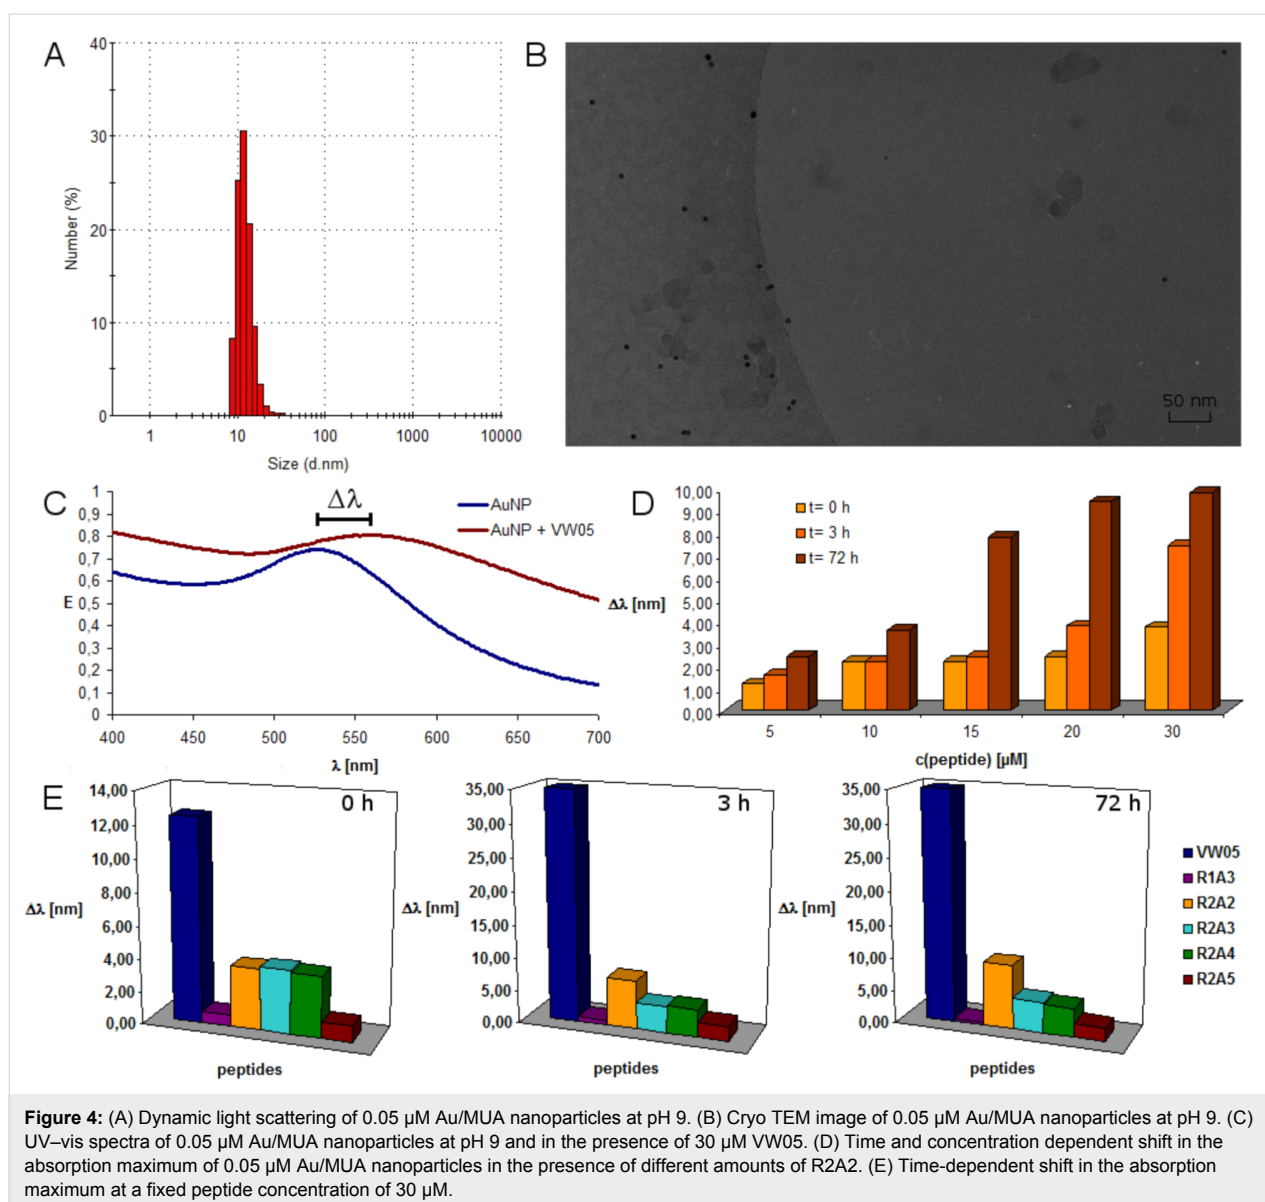 A
40
30
20
10
0
Number (%)
1 10 100 1000 10000
Size (d.nm)
B
50 nm
C
1
0,9
0,8
0,7
0,6
E 0,5
0,4
0,3
0,2
0,1
0
Δλ
AuNP
AuNP + VW05
400 450 500 550 600 650 700
λ [nm]
D
10,00
9,00
8,00
7,00
6,00
Δλ [nm] 5,00
4,00
3,00
2,00
1,00
0,00
t= 0 h
t= 3 h
t= 72 h
5 10 15 20 30
c(peptide) [µM]
E
14,00
12,00
10,00
8,00
Δλ [nm]
6,00
4,00
2,00
0,00
0 h
peptides
35,00
30,00
25,00
20,00
Δλ [nm]
15,00
10,00
5,00
0,00
3 h
peptides
35,00
30,00
25,00
20,00
Δλ [nm]
15,00
10,00
5,00
0,00
72 h
peptides
VW05
R1A3
R2A2
R2A3
R2A4
R2A5
Figure 4: (A) Dynamic light scattering of 0.05 µM Au/MUA nanoparticles at pH 9. (B) Cryo TEM image of 0.05 µM Au/MUA nanoparticles at pH 9. (C)
UV–vis spectra of 0.05 µM Au/MUA nanoparticles at pH 9 and in the presence of 30 µM VW05. (D) Time and concentration dependent shift in the
absorption maximum of 0.05 µM Au/MUA nanoparticles in the presence of different amounts of R2A2. (E) Time-dependent shift in the absorption
maximum at a fixed peptide concentration of 30 µM.